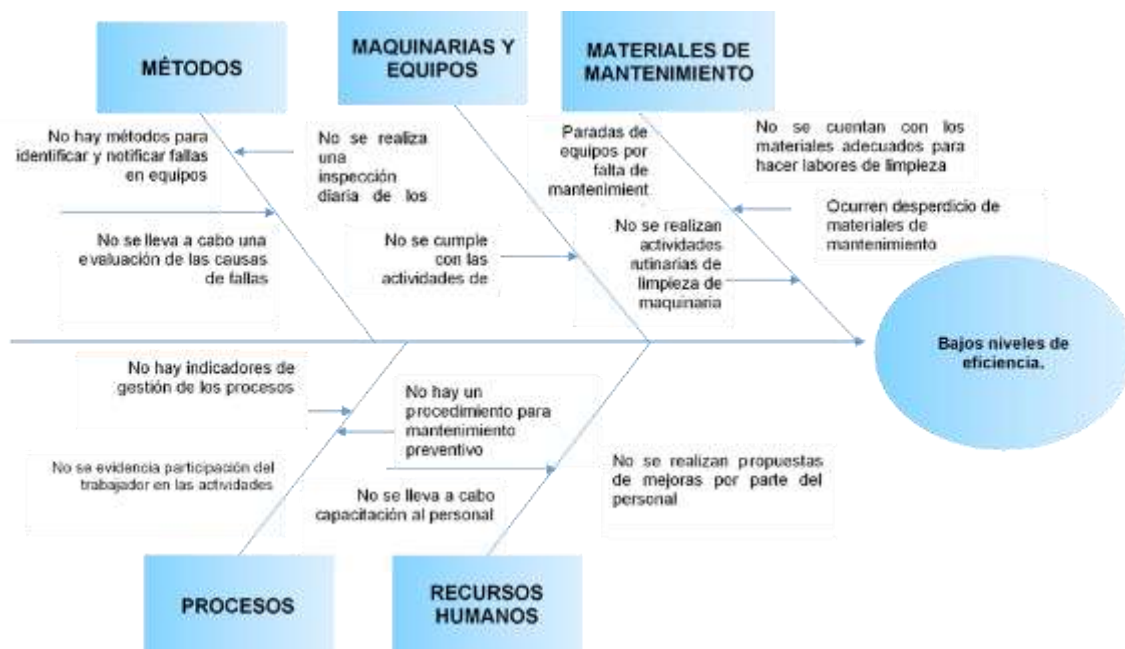 MÉTODOS
MAQUINARIAS Y
EQUIPOS
MATERIALES DE
MANTENIMIENTO
No hay métodos para
identificar y notificar fallas
en equipos
No se realiza
una
inspección
diaria de los
Paradas de
equipos por
falta de
mantenimient
No se cuentan con los
materiales adecuados para
hacer labores de limpieza
No se lleva a cabo una
evaluación de las causas
de fallas
No se cumple
con las
actividades de
No se realizan
actividades
rutinarias de
limpieza de
maquinaria
Ocurren desperdicio de
materiales de
mantenimiento
Bajos niveles de
eficiencia.
No hay indicadores de
gestión de los procesos
No hay un
procedimiento para
mantenimiento
preventivo
No se evidencia participación del
trabajador en las actividades
No se lleva a cabo
capacitación al personal
No se realizan propuestas
de mejoras por parte del
personal
PROCESOS
RECURSOS
HUMANOS